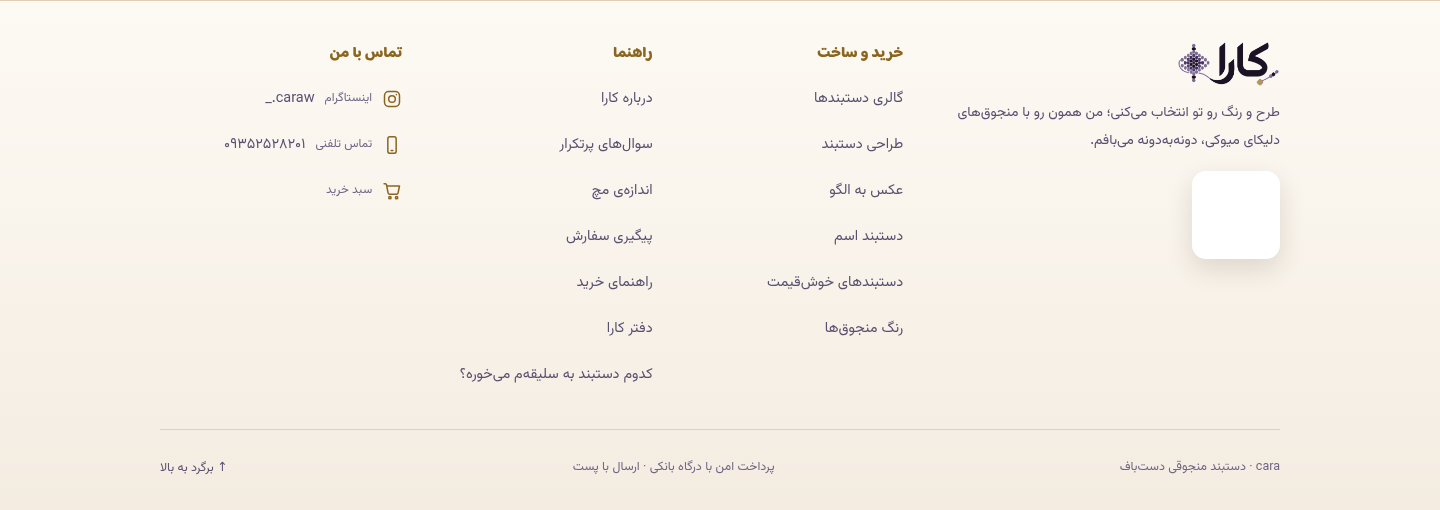 کارا
طرح و رنگ رو تو انتخاب می‌کنی؛ من همون رو با منجوق‌های
دلیکای میوکی، دونه‌به‌دونه می‌بافم.
خرید و ساخت
گالری دستبندها
طراحی دستبند
عکس به الگو
دستبند اسم
دستبندهای خوش‌قیمت
رنگ منجوق‌ها
راهنما
درباره کارا
سوال‌های پرتکرار
اندازه‌ی مچ
پیگیری سفارش
راهنمای خرید
دفتر کارا
کدوم دستبند به سلیقه‌م می‌خوره؟
تماس با من
اینستاگرام _.caraw
تماس تلفنی ۰۹۳۵۲۵۲۸۲۰۱
سبد خرید
cara · دستبند منجوقی دست‌باف
پرداخت امن با درگاه بانکی · ارسال با پست
↑ برگرد به بالا